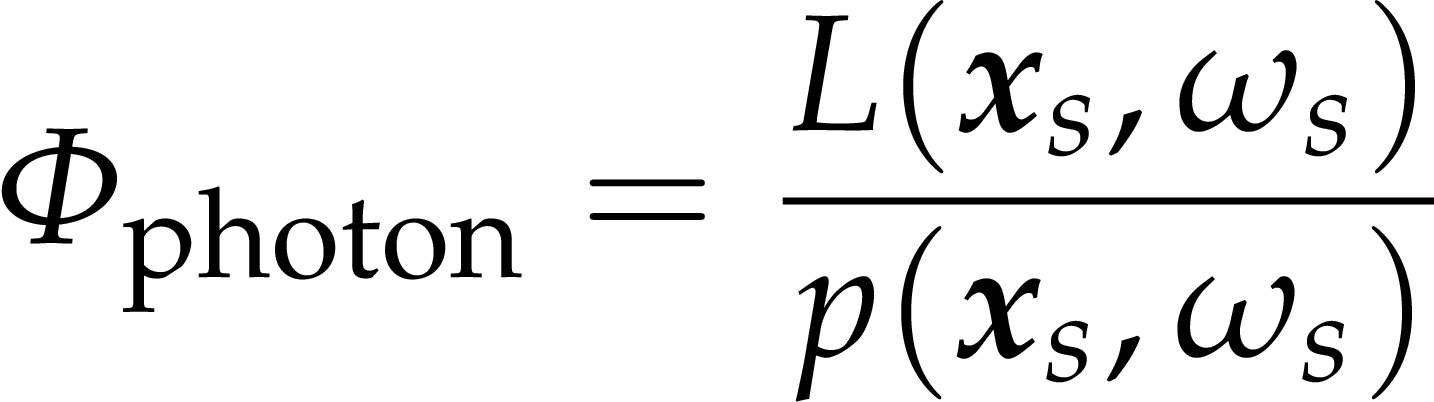 Φ_photon = L(x_s, ω_s) / p(x_s, ω_s)